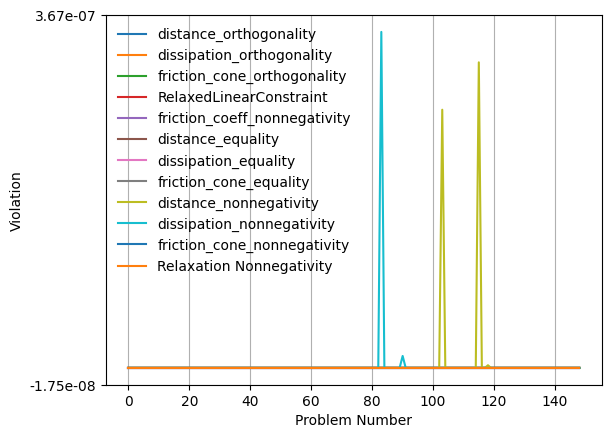 3.67e-07
distance_orthogonality
dissipation_orthogonality
friction_cone_orthogonality
RelaxedLinearConstraint
friction_coeff_nonnegativity
distance_equality
dissipation_equality
friction_cone_equality
distance_nonnegativity
dissipation_nonnegativity
friction_cone_nonnegativity
Relaxation Nonnegativity
Violation
-1.75e-08
0 20 40 60 80 100 120 140
Problem Number